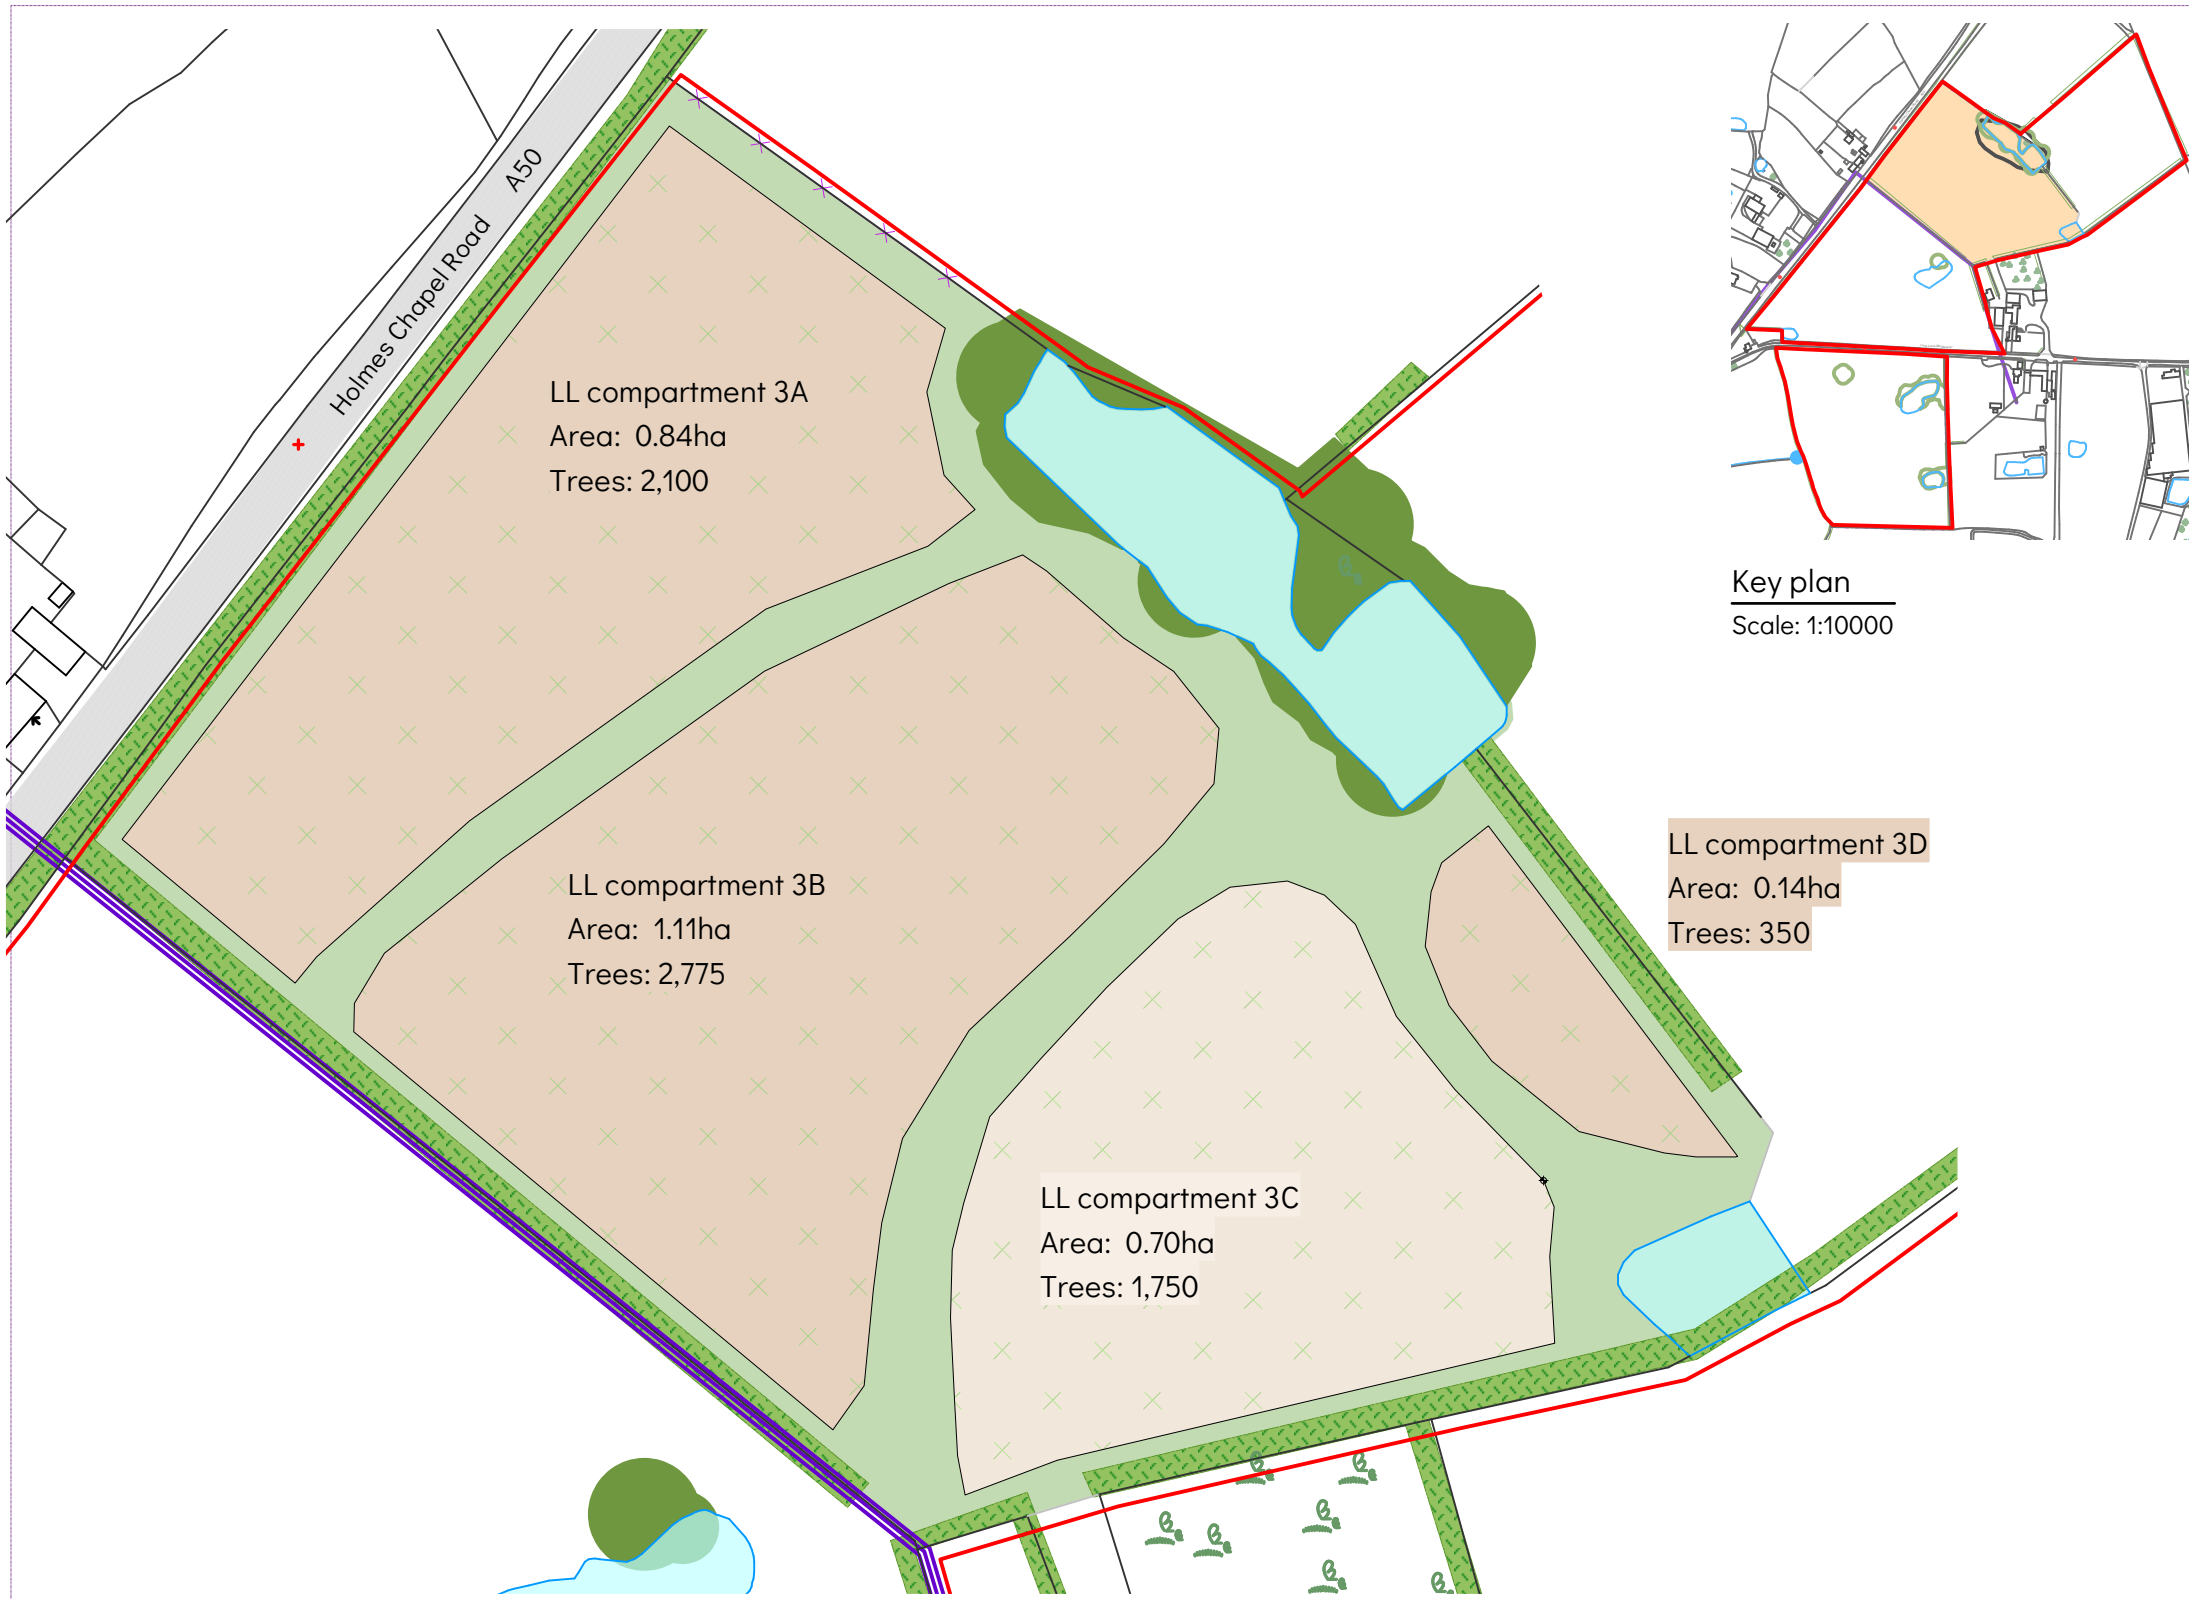 Holmes Chapel Road A50
LL compartment 3A
Area: 0.84ha
Trees: 2,100
LL compartment 3B
Area: 1.11ha
Trees: 2,775
LL compartment 3C
Area: 0.70ha
Trees: 1,750
LL compartment 3D
Area: 0.14ha
Trees: 350
Key plan
Scale: 1:10000